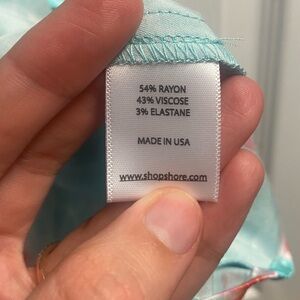 54% RAYON
43% VISCOSE
3% ELASTANE
MADE IN USA
www.shopshore.com